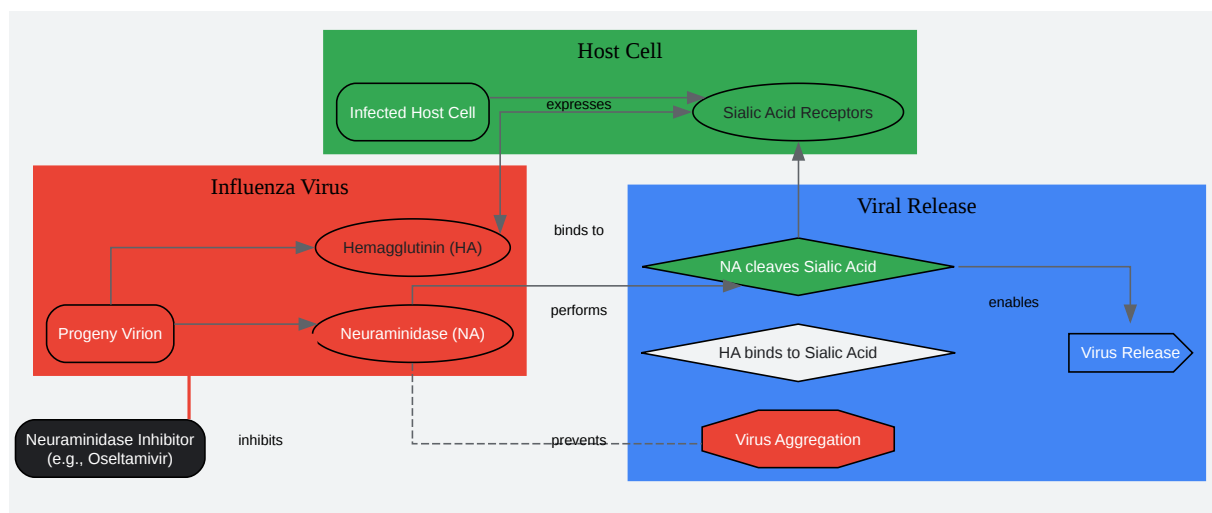 Host Cell
Infected Host Cell
expresses
Sialic Acid Receptors
Influenza Virus
Hemagglutinin (HA)
binds to
Progeny Virion
Neuraminidase (NA)
performs
Viral Release
NA cleaves Sialic Acid
enables
HA binds to Sialic Acid
Virus Release
Neuraminidase Inhibitor
(e.g., Oseltamivir)
inhibits
prevents
Virus Aggregation